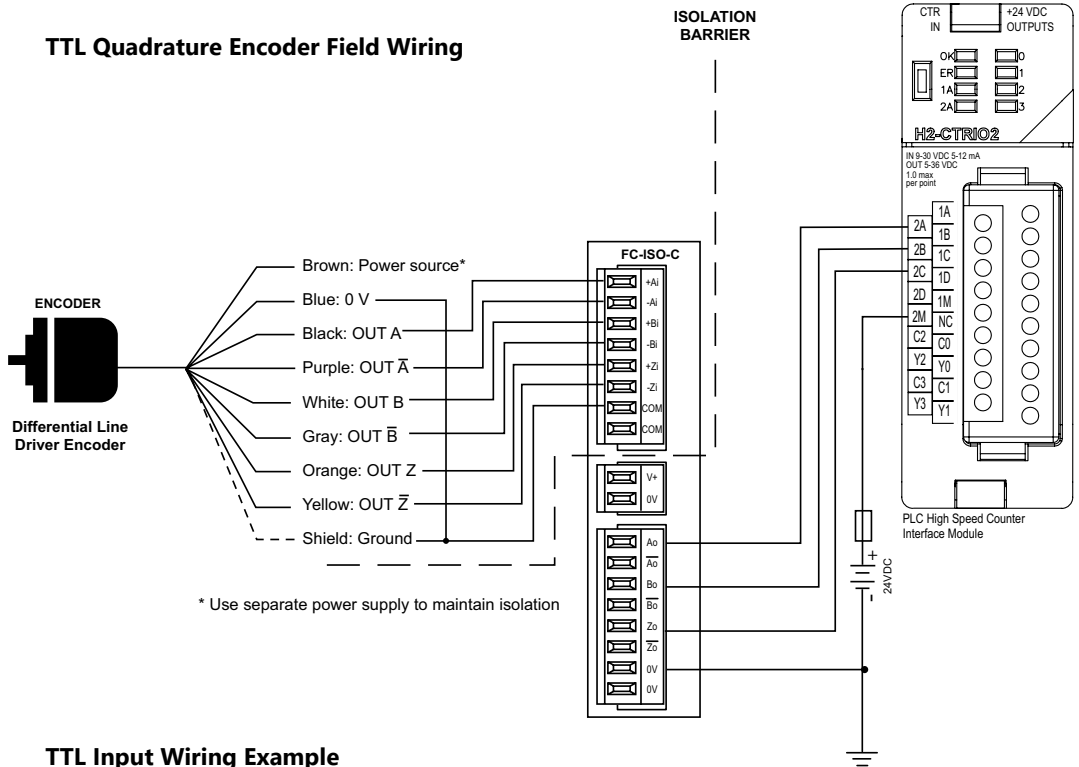 TTL Quadrature Encoder Field Wiring
ISOLATION
BARRIER
CTR
IN
+24 VDC
OUTPUTS
OK
ER
1A
2A
0
1
2
3
H2-CTRIO2
IN 9-30 VDC 5-12 mA
OUT 5-36 VDC
1.0 max
per point
1A
2A
1B
2B
1C
2C
1D
2D
1M
2M
NC
C2
C0
Y2
Y0
C3
C1
Y3
Y1
PLC High Speed Counter
Interface Module
ENCODER
Differential Line
Driver Encoder
Brown: Power source*
Blue: 0 V
Black: OUT A
Purple: OUT A̅
White: OUT B
Gray: OUT B̅
Orange: OUT Z
Yellow: OUT Z̅
Shield: Ground
FC-ISO-C
+Ai
-Ai
+Bi
-Bi
+Zi
-Zi
COM
COM
V+
0V
Ao
A̅o̅
Bo
B̅o̅
Zo
Z̅o̅
0V
0V
+
24VDC
-
* Use separate power supply to maintain isolation
TTL Input Wiring Example